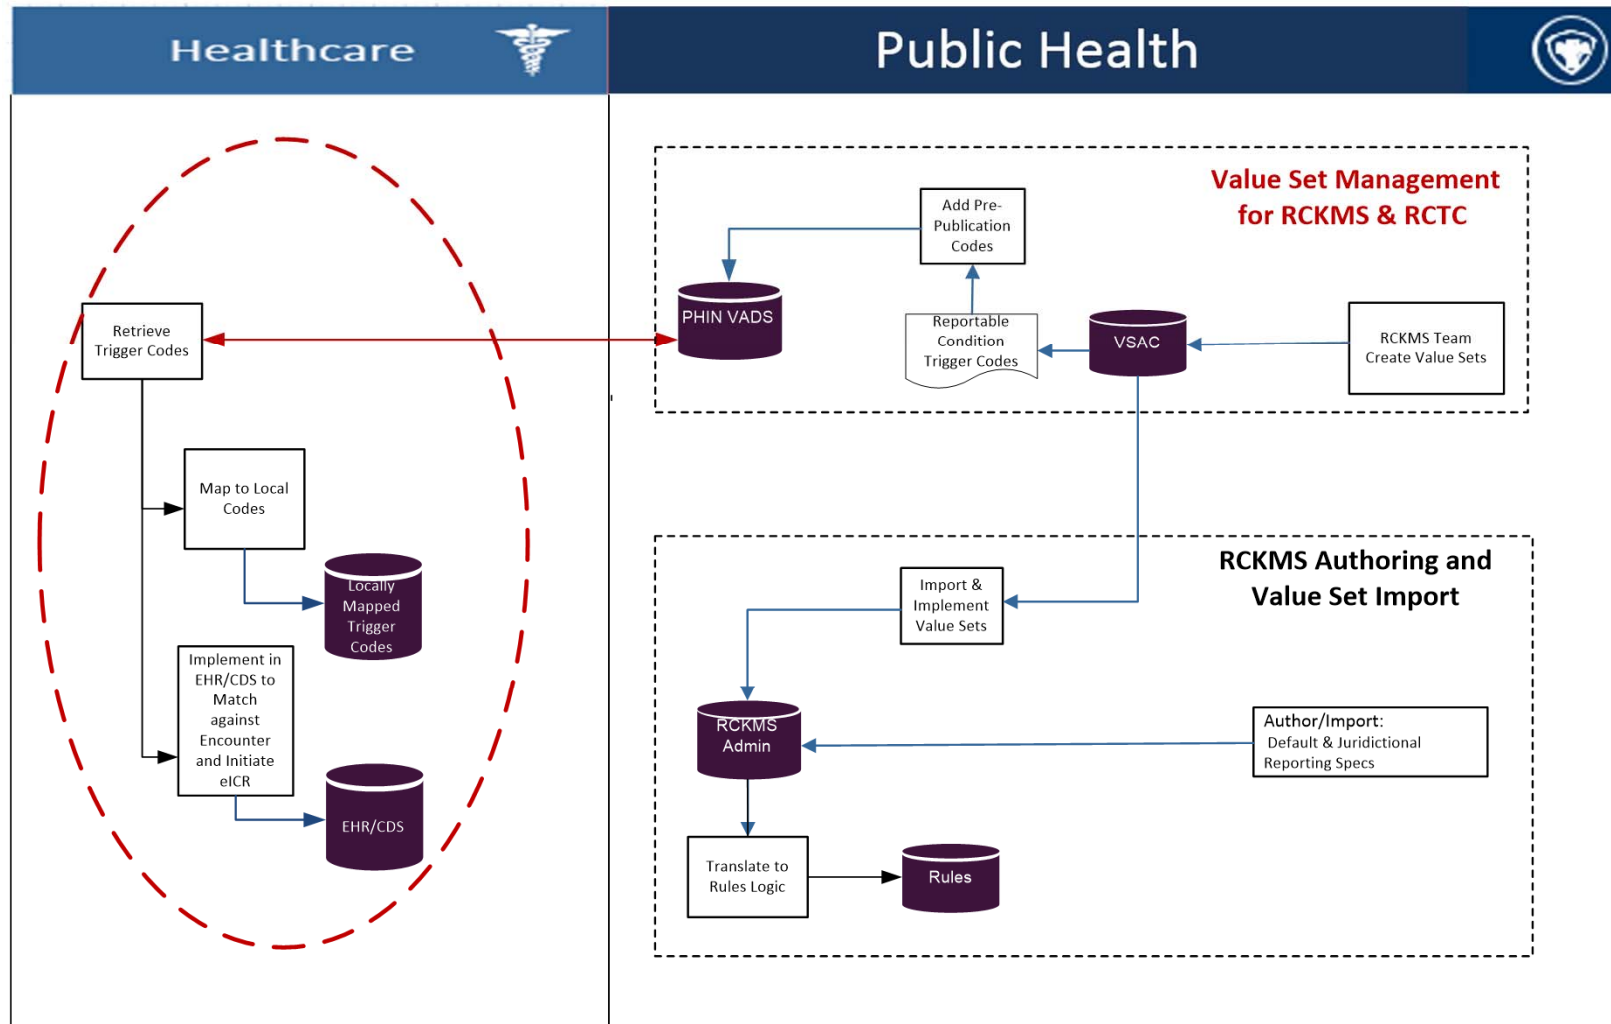 Healthcare
Public Health
Value Set Management
for RCKMS & RCTC
Add Pre-
Publication
Codes
PHIN VADS
Reportable
Condition
Trigger Codes
VSAC
RCKMS Team
Create Value Sets
Retrieve
Trigger Codes
Map to Local
Codes
Locally
Mapped
Trigger
Codes
Implement in
EHR/CDS to
Match
against
Encounter
and Initiate
eICR
EHR/CDS
RCKMS Authoring and
Value Set Import
Import &
Implement
Value Sets
RCKMS
Admin
Author/Import:
Default & Juridictional
Reporting Specs
Translate to
Rules Logic
Rules